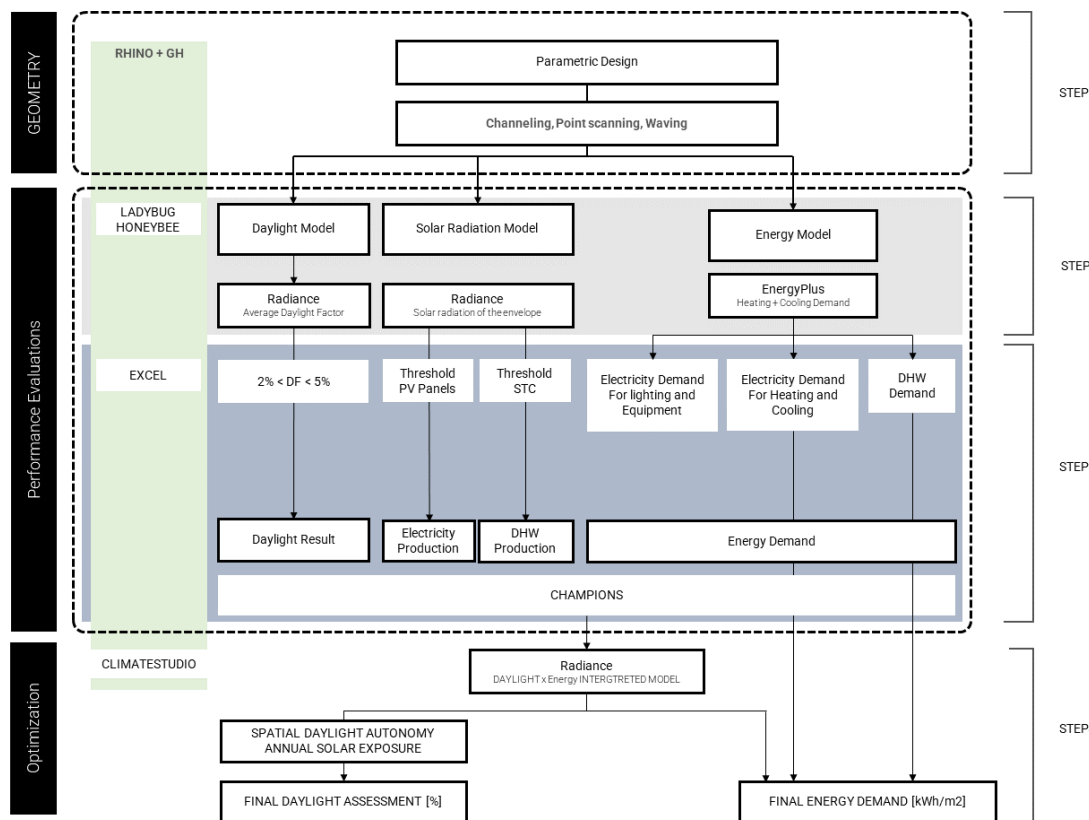 GEOMETRY
RHINO + GH
Parametric Design
Channeling, Point scanning, Waving
STEP
Performance Evaluations
LADYBUG
HONEYBEE
Daylight Model
Solar Radiation Model
Energy Model
STEP
Radiance
Average Daylight Factor
Radiance
Solar radiation of the envelope
EnergyPlus
Heating + Cooling Demand
EXCEL
2% < DF < 5%
Threshold
PV Panels
Threshold
STC
Electricity Demand
For lighting and
Equipment
Electricity Demand
For Heating and
Cooling
DHW
Demand
STEP
Daylight Result
Electricity
Production
DHW
Production
Energy Demand
CHAMPIONS
Optimization
CLIMATESTUDIO
Radiance
DAYLIGHT x Energy INTERGTRETED MODEL
SPATIAL DAYLIGHT AUTONOMY
ANNUAL SOLAR EXPOSURE
STEP
FINAL DAYLIGHT ASSESSMENT [%]
FINAL ENERGY DEMAND [kWh/m2]